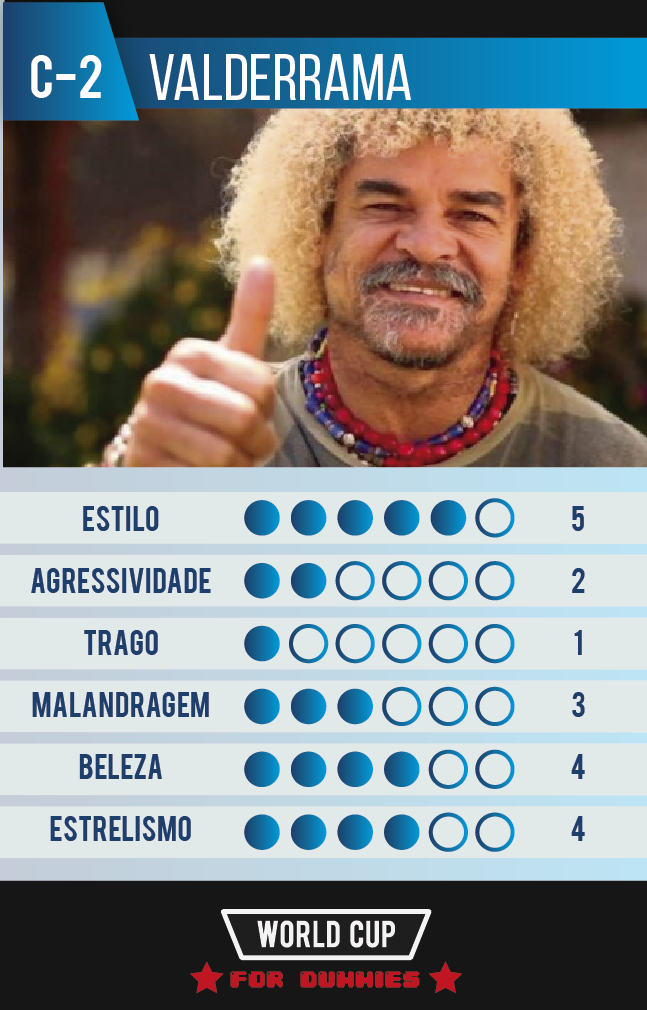 C-2 VALDERRAMA
ESTILO 5
AGRESSIVIDADE 2
TRAGO 1
MALANDRAGEM 3
BELEZA 4
ESTRELISMO 4
WORLD CUP
FOR DUMMIES